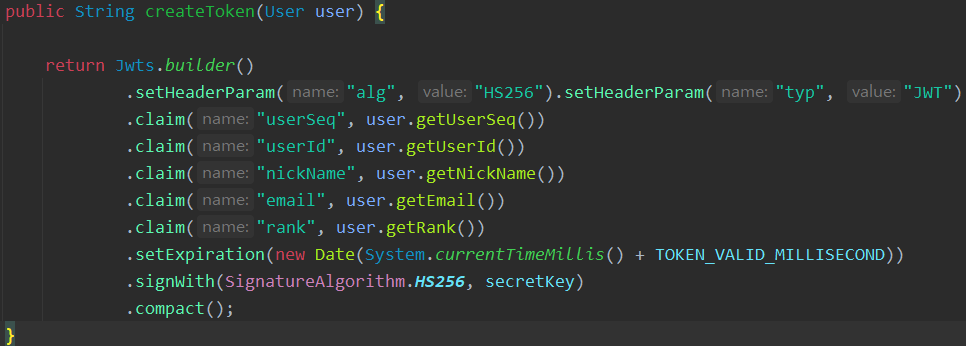 public String createToken(User user) {
return Jwts.builder()
.setHeaderParam( name: "alg", value: "HS256").setHeaderParam( name: "typ", value: "JWT")
.claim( name: "userSeq", user.getUserSeq())
.claim( name: "userId", user.getUserId())
.claim( name: "nickName", user.getNickName())
.claim( name: "email", user.getEmail())
.claim( name: "rank", user.getRank())
.setExpiration(new Date(System.currentTimeMillis() + TOKEN_VALID_MILLISECOND))
.signWith(SignatureAlgorithm.HS256, secretKey)
.compact();
}